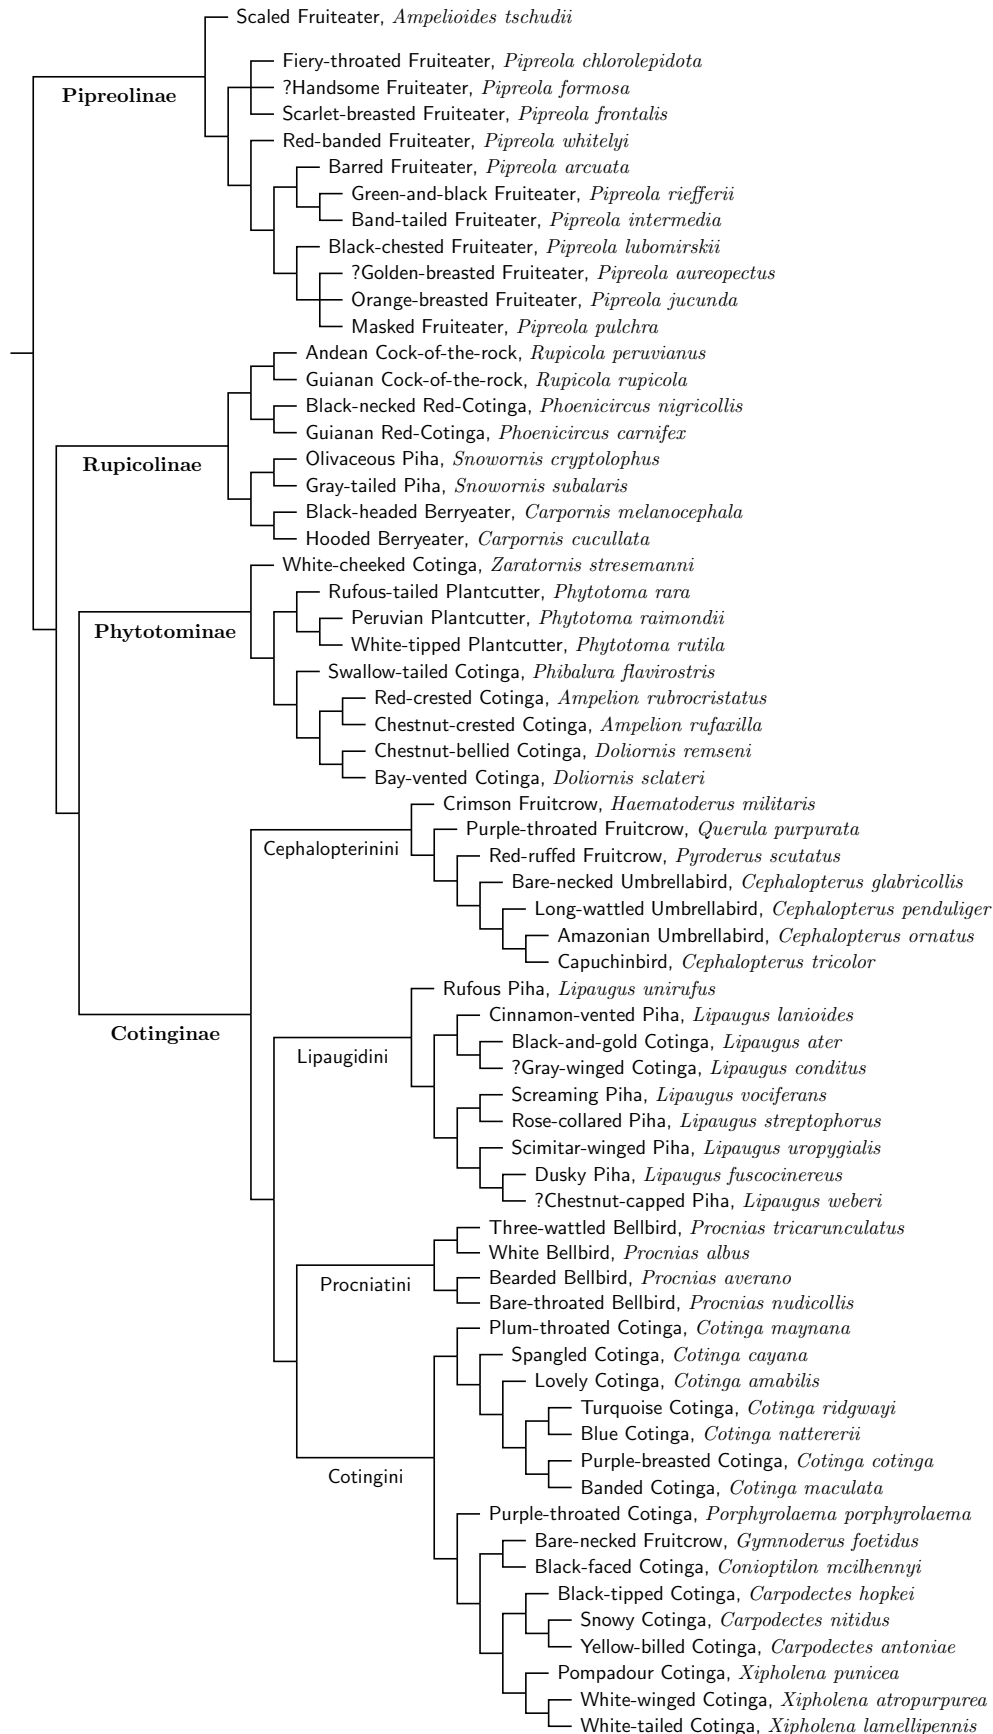 Scaled Fruiteater, Ampelioides tschudii
Fiery-throated Fruiteater, Pipreola chlorolepidota
Pipreolinae
?Handsome Fruiteater, Pipreola formosa
Scarlet-breasted Fruiteater, Pipreola frontalis
Red-banded Fruiteater, Pipreola whitelyi
Barred Fruiteater, Pipreola arcuata
Green-and-black Fruiteater, Pipreola riefferii
Band-tailed Fruiteater, Pipreola intermedia
Black-chested Fruiteater, Pipreola lubomirskii
?Golden-breasted Fruiteater, Pipreola aureopectus
Orange-breasted Fruiteater, Pipreola jucunda
Masked Fruiteater, Pipreola pulchra
Andean Cock-of-the-rock, Rupicola peruvianus
Guianan Cock-of-the-rock, Rupicola rupicola
Black-necked Red-Cotinga, Phoenicircus nigricollis
Guianan Red-Cotinga, Phoenicircus carnifex
Rupicolinae
Olivaceous Piha, Snowornis cryptolophus
Gray-tailed Piha, Snowornis subalaris
Black-headed Berryeater, Carpornis melanocephala
Hooded Berryeater, Carpornis cucullata
White-cheeked Cotinga, Zaratornis stresemanni
Rufous-tailed Plantcutter, Phytotoma rara
Peruvian Plantcutter, Phytotoma raimondii
Phytotominae
White-tipped Plantcutter, Phytotoma rutila
Swallow-tailed Cotinga, Phibalura flavirostris
Red-crested Cotinga, Ampelion rubrocristatus
Chestnut-crested Cotinga, Ampelion rufaxilla
Chestnut-bellied Cotinga, Doliornis remseni
Bay-vented Cotinga, Doliornis sclateri
Crimson Fruitcrow, Haematoderus militaris
Purple-throated Fruitcrow, Querula purpurata
Cephalopterinini
Red-ruffed Fruitcrow, Pyroderus scutatus
Bare-necked Umbrellabird, Cephalopterus glabricollis
Long-wattled Umbrellabird, Cephalopterus penduliger
Amazonian Umbrellabird, Cephalopterus ornatus
Capuchinbird, Cephalopterus tricolor
Rufous Piha, Lipaugus unirufus
Cinnamon-vented Piha, Lipaugus lanioides
Cotinginae
Black-and-gold Cotinga, Lipaugus ater
Lipaugidini
?Gray-winged Cotinga, Lipaugus conditus
Screaming Piha, Lipaugus vociferans
Rose-collared Piha, Lipaugus streptophorus
Scimitar-winged Piha, Lipaugus uropygialis
Dusky Piha, Lipaugus fuscocinereus
?Chestnut-capped Piha, Lipaugus weberi
Three-wattled Bellbird, Procnias tricarunculatus
White Bellbird, Procnias albus
Bearded Bellbird, Procnias averano
Procniatini
Bare-throated Bellbird, Procnias nudicollis
Plum-throated Cotinga, Cotinga maynana
Spangled Cotinga, Cotinga cayana
Lovely Cotinga, Cotinga amabilis
Turquoise Cotinga, Cotinga ridgwayi
Blue Cotinga, Cotinga nattererii
Purple-breasted Cotinga, Cotinga cotinga
Cotingini
Banded Cotinga, Cotinga maculata
Purple-throated Cotinga, Porphyrolaema porphyrolaema
Bare-necked Fruitcrow, Gymnoderus foetidus
Black-faced Cotinga, Conioptilon mcilhennyi
Black-tipped Cotinga, Carpodectes hopkei
Snowy Cotinga, Carpodectes nitidus
Yellow-billed Cotinga, Carpodectes antoniae
Pompadour Cotinga, Xipholena punicea
White-winged Cotinga, Xipholena atropurpurea
White-tailed Cotinga, Xipholena lamellipennis